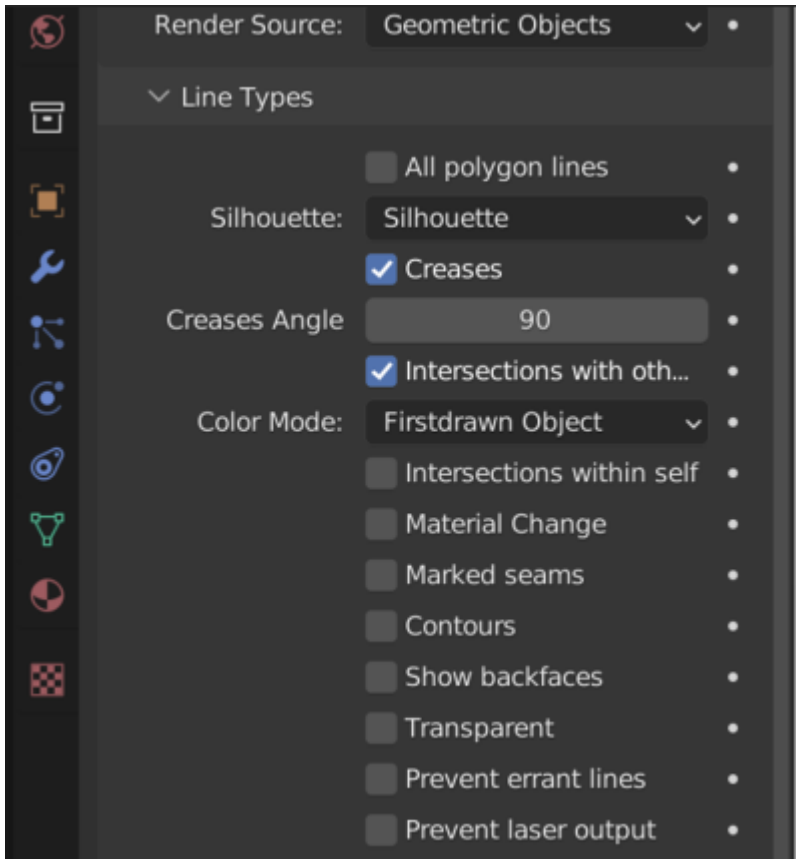 Render Source: Geometric Objects
Line Types
All polygon lines
Silhouette: Silhouette
Creases
Creases Angle 90
Intersections with oth...
Color Mode: Firstdrawn Object
Intersections within self
Material Change
Marked seams
Contours
Show backfaces
Transparent
Prevent errant lines
Prevent laser output